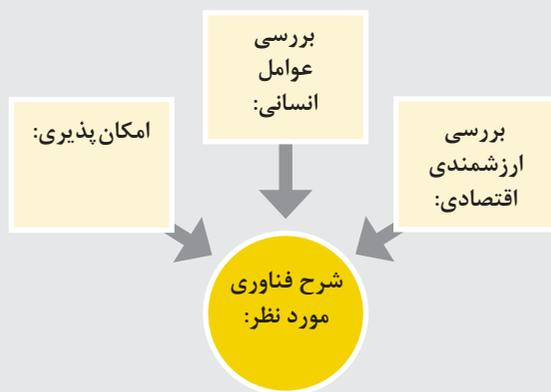 بررسی
عوامل
انسانی:
بررسی
ارزشمندی
اقتصادی:
امکان‌پذیری:
شرح فناوری
مورد نظر: